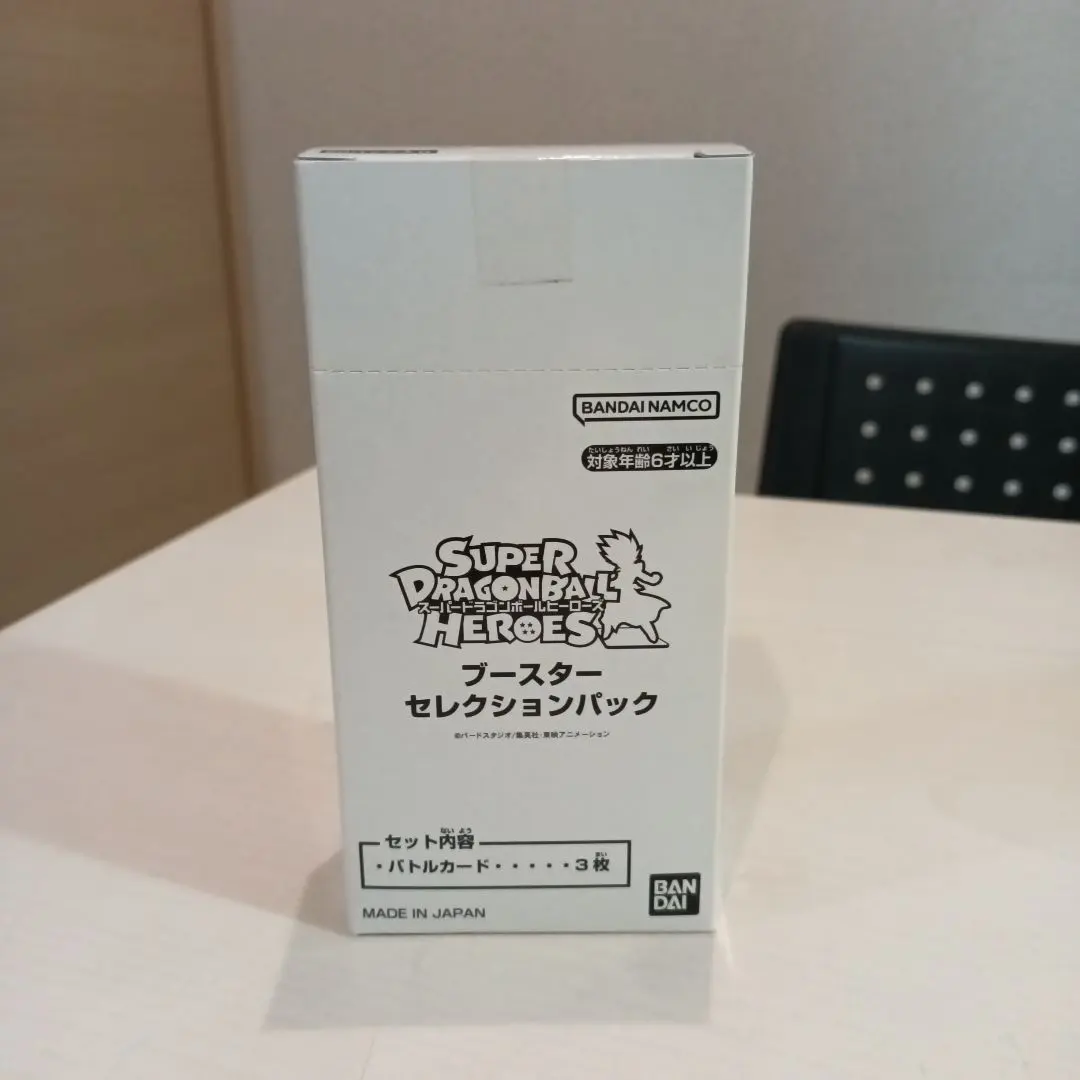 BANDAI NAMCO
たいしょうねんれい さいいじょう
対象年齢6才以上
SUPER
DRAGONBALL
スーパードラゴンボールヒーローズ
HEROES
ブースター
セレクションパック
©バードスタジオ/集英社・東映アニメーション
ないよう
セット内容
まい
・バトルカード・・・・・3枚
BAN
DAI
MADE IN JAPAN